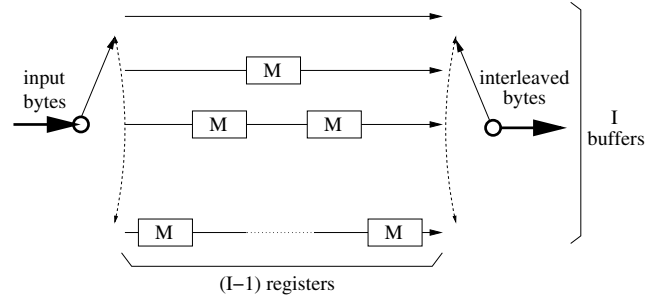 input
bytes
M
M
M
M
M
interleaved
bytes
I
buffers
(I−1) registers